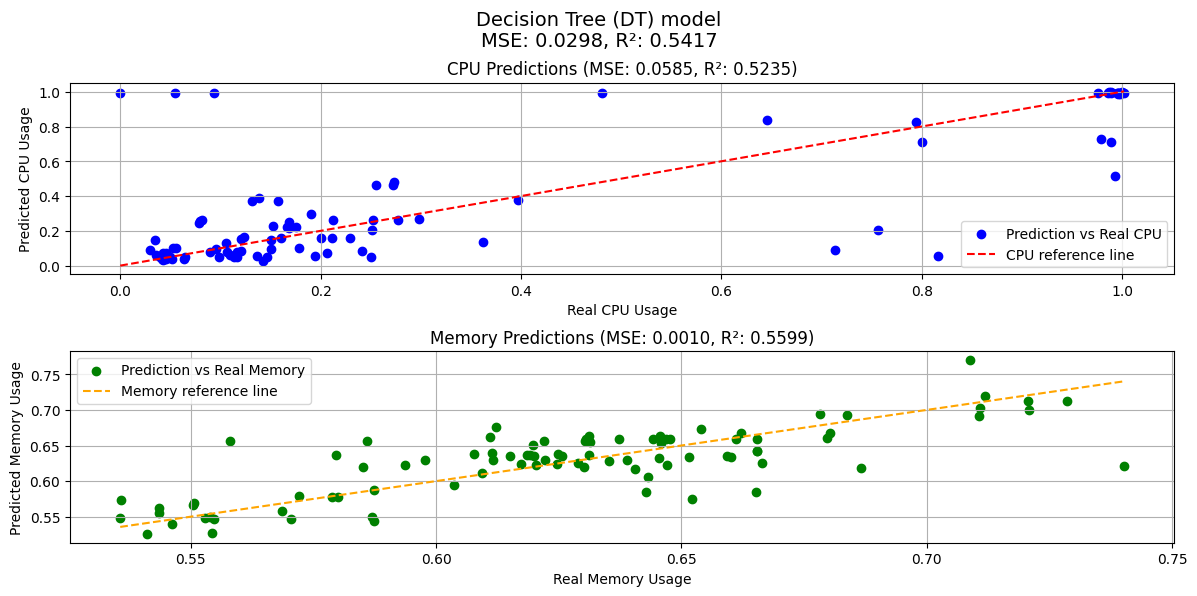 Decision Tree (DT) model
MSE: 0.0298, R²: 0.5417
CPU Predictions (MSE: 0.0585, R²: 0.5235)
Predicted CPU Usage
1.0
0.8
0.6
0.4
0.2
0.0
Prediction vs Real CPU
CPU reference line
0.0 0.2 0.4 0.6 0.8 1.0
Real CPU Usage
Memory Predictions (MSE: 0.0010, R²: 0.5599)
Predicted Memory Usage
0.75
0.70
0.65
0.60
0.55
Prediction vs Real Memory
Memory reference line
0.55 0.60 0.65 0.70 0.75
Real Memory Usage